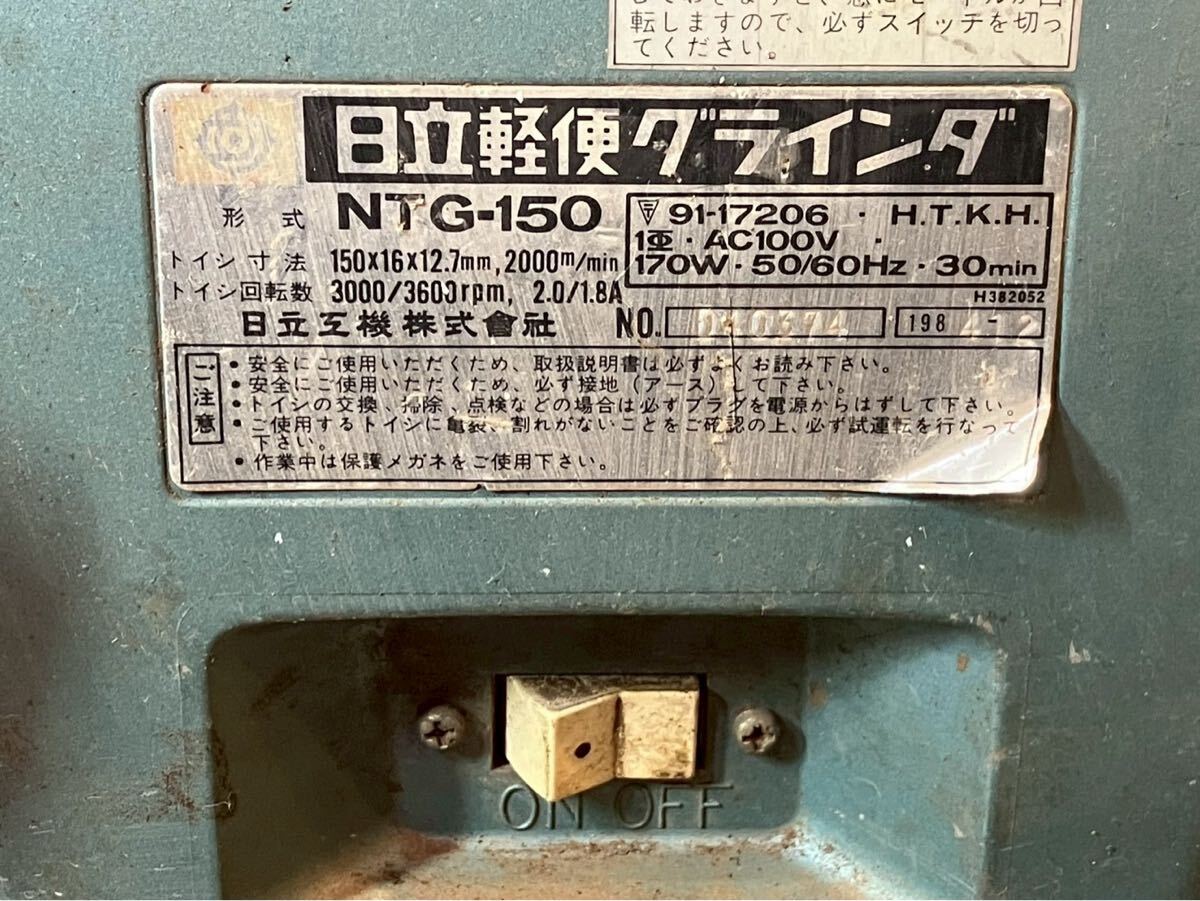 転しますので、必ずスイッチを切っ
てください。
日立軽便グラインダ
形式 NTG-150
91-17206 · H.T.K.H.
1Φ · AC100V ·
170W · 50/60Hz · 30min
トイシ寸法 150×16×12.7mm, 2000m/min
トイシ回転数 3000/3600rpm, 2.0/1.8A
H382052
日立工機株式會社 NO. 198 4-2
ご注意
・安全にご使用いただくため、取扱説明書は必ずよくお読み下さい。
・安全にご使用いただくため、必ず接地(アース)して下さい。
・トイシの交換、掃除、点検などの場合は必ずプラグを電源からはずして下さい。
・ご使用するトイシに亀裂、割れがないことをご確認の上、必ず試運転を行なって
下さい。
・作業中は保護メガネをご使用下さい。
ON OFF